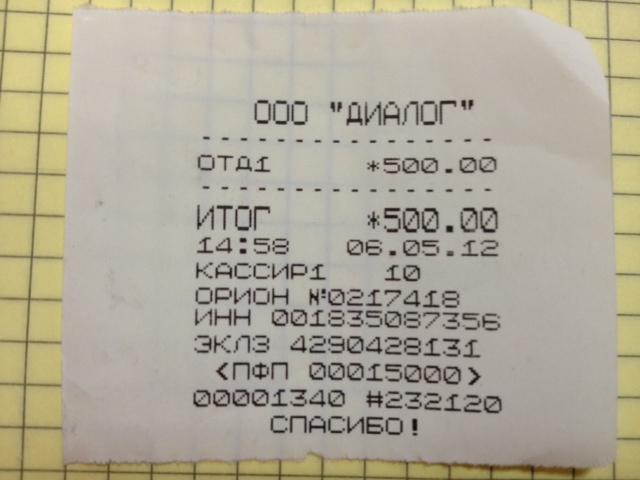 ООО "ДИАЛОГ"
ОТД1 *500.00
ИТОГ *500.00
14:58 06.05.12
КАССИР1 10
ОРИОН №0217418
ИНН 001835087356
ЭКЛЗ 4290428131
<ПФП 00015000>
00001340 #232120
СПАСИБО!